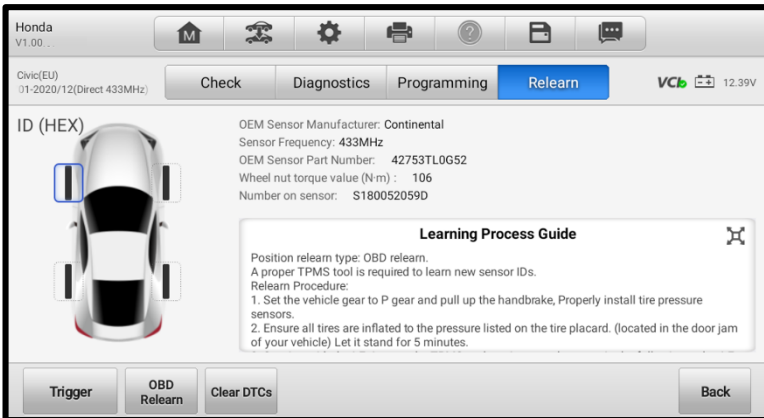 Honda
V1.00...
M
?
Civic(EU)
01-2020/12(Direct 433MHz)
Check
Diagnostics
Programming
Relearn
VCI
12.39V
ID (HEX)
OEM Sensor Manufacturer: Continental
Sensor Frequency: 433MHz
OEM Sensor Part Number: 42753TL0G52
Wheel nut torque value (N·m) : 106
Number on sensor: S180052059D
Learning Process Guide
Position relearn type: OBD relearn.
A proper TPMS tool is required to learn new sensor IDs.
Relearn Procedure:
1. Set the vehicle gear to P gear and pull up the handbrake, Properly install tire pressure
sensors.
2. Ensure all tires are inflated to the pressure listed on the tire placard. (located in the door jam
of your vehicle) Let it stand for 5 minutes.
Trigger
OBD
Relearn
Clear DTCs
Back